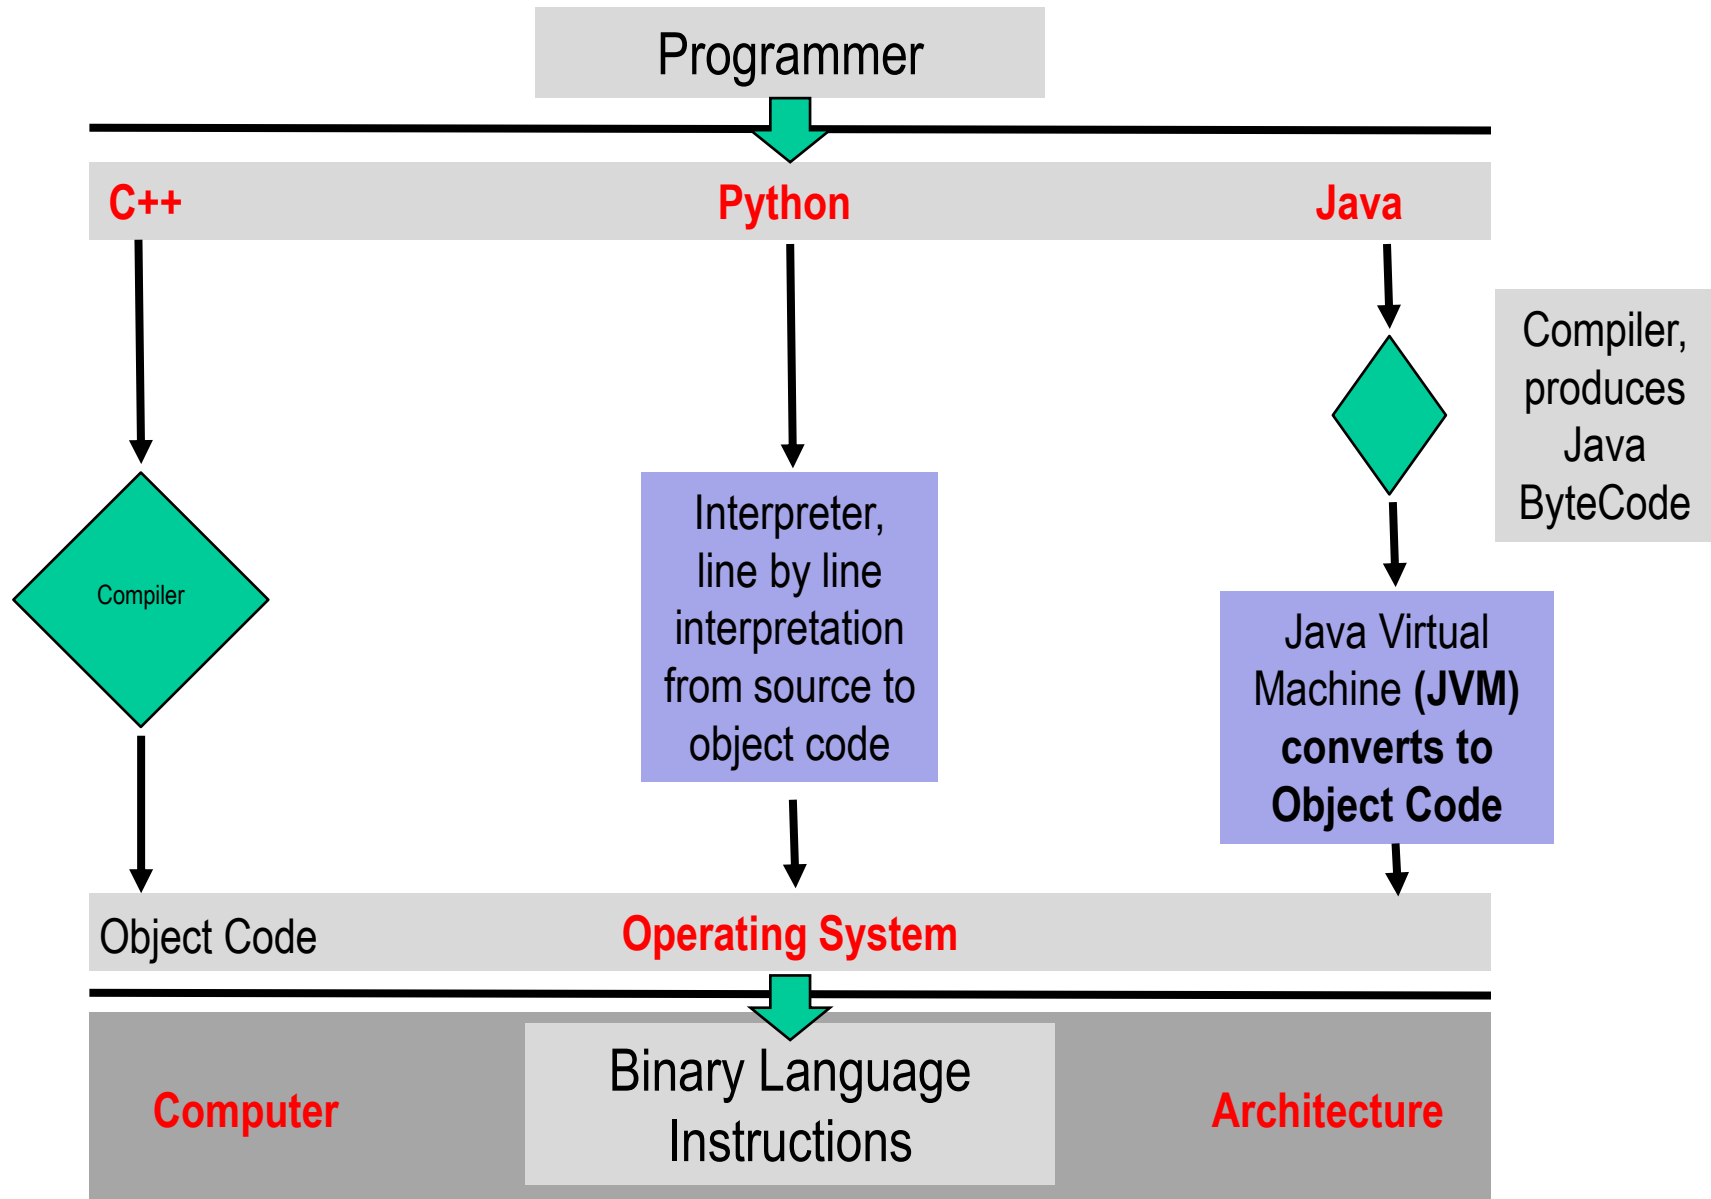 Programmer
C++
Python
Java
Compiler,
produces
Java
ByteCode
Compiler
Interpreter,
line by line
interpretation
from source to
object code
Java Virtual
Machine (JVM)
converts to
Object Code
Object Code
Operating System
Computer
Binary Language
Instructions
Architecture